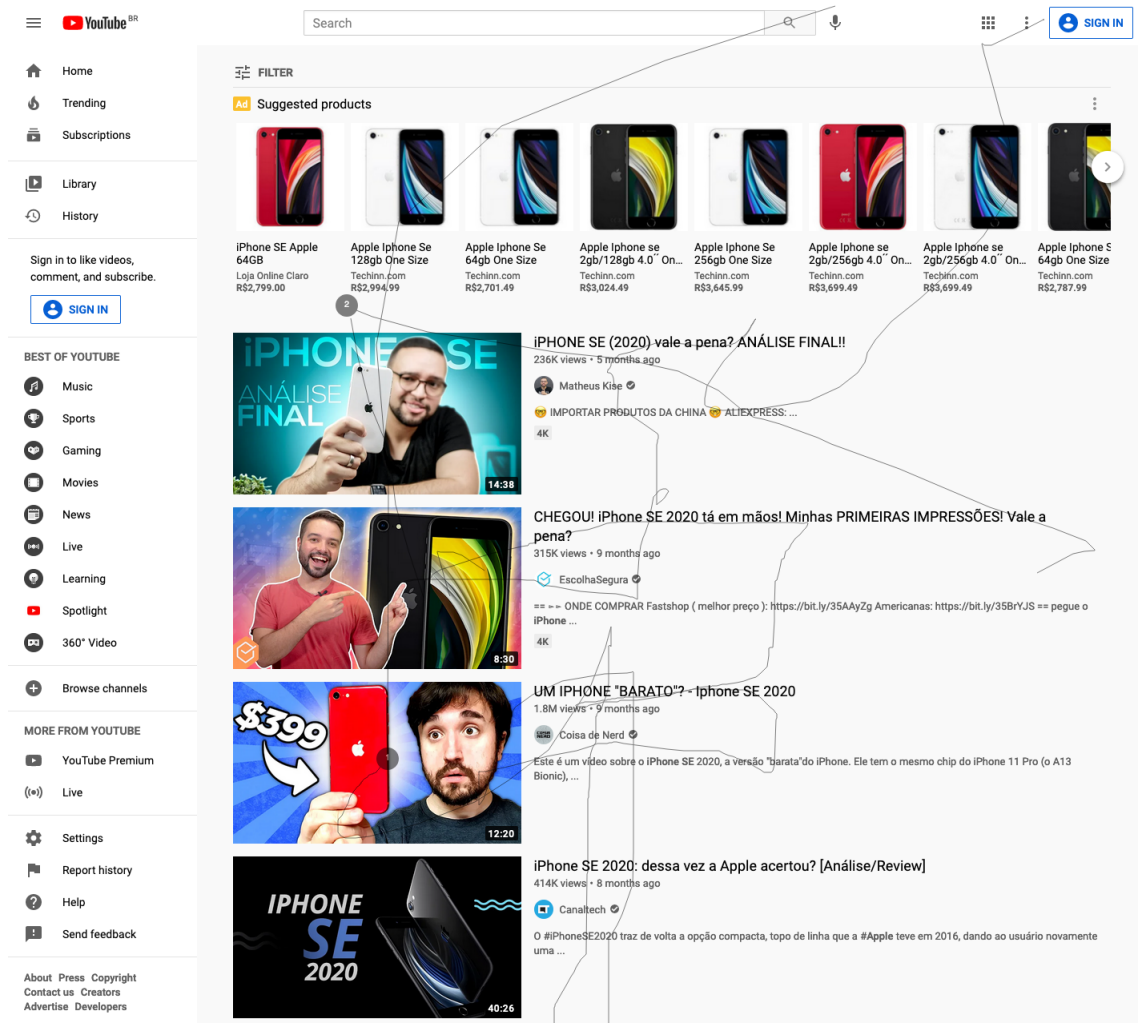 YouTube BR
Search
SIGN IN
Home
Trending
Subscriptions
Library
History
Sign in to like videos,
comment, and subscribe.
SIGN IN
BEST OF YOUTUBE
Music
Sports
Gaming
Movies
News
Live
Learning
Spotlight
360° Video
Browse channels
MORE FROM YOUTUBE
YouTube Premium
Live
Settings
Report history
Help
Send feedback
About Press Copyright
Contact us Creators
Advertise Developers
FILTER
Ad Suggested products
iPhone SE Apple
64GB
Loja Online Claro
R$2,799.00
Apple Iphone Se
128gb One Size
Techinn.com
R$2,994.99
Apple Iphone Se
64gb One Size
Techinn.com
R$2,701.49
Apple Iphone se
2gb/128gb 4.0´´ On...
Techinn.com
R$3,024.49
Apple Iphone Se
256gb One Size
Techinn.com
R$3,645.99
Apple Iphone se
2gb/256gb 4.0´´ On...
Techinn.com
R$3,699.49
Apple Iphone se
2gb/256gb 4.0´´ On...
Techinn.com
R$3,699.49
Apple Iphone S
64gb One Size
Techinn.com
R$2,787.99
2
iPHONE SE
ANÁLISE
FINAL
14:38
iPHONE SE (2020) vale a pena? ANÁLISE FINAL!!
236K views • 5 months ago
Matheus Kise
🤓 IMPORTAR PRODUTOS DA CHINA 🤓 ALIEXPRESS: ...
4K
8:30
CHEGOU! iPhone SE 2020 tá em mãos! Minhas PRIMEIRAS IMPRESSÕES! Vale a
pena?
315K views • 9 months ago
EscolhaSegura
== ➳➳ ONDE COMPRAR Fastshop ( melhor preço ): https://bit.ly/35AAyZg Americanas: https://bit.ly/35BrYJS == pegue o
iPhone ...
4K
$399
1
12:20
UM IPHONE "BARATO"? - Iphone SE 2020
1.8M views • 9 months ago
Coisa de Nerd
Este é um vídeo sobre o iPhone SE 2020, a versão "barata"do iPhone. Ele tem o mesmo chip do iPhone 11 Pro (o A13
Bionic), ...
IPHONE
SE
2020
40:26
iPhone SE 2020: dessa vez a Apple acertou? [Análise/Review]
414K views • 8 months ago
Canaltech
O #iPhoneSE2020 traz de volta a opção compacta, topo de linha que a #Apple teve em 2016, dando ao usuário novamente
uma ...